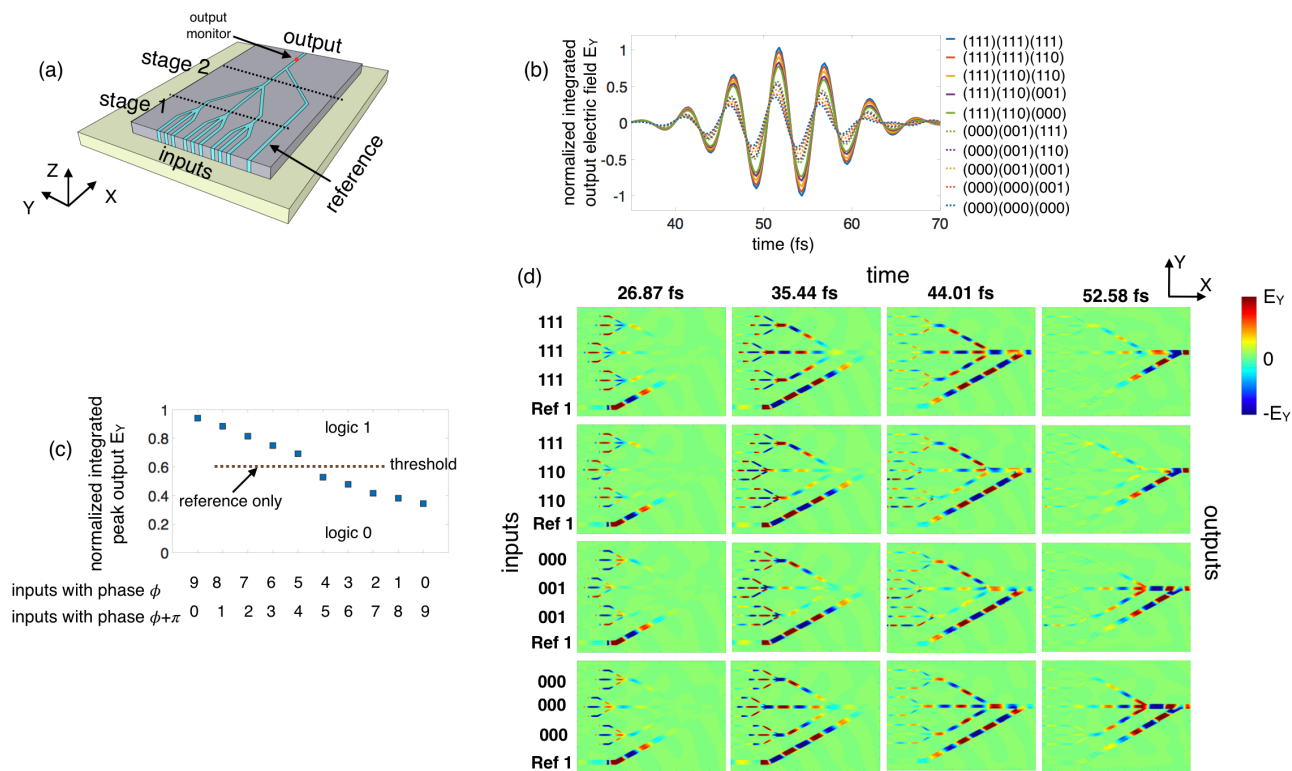 (a)
output
monitor
output
stage 2
stage 1
inputs
reference
Z
Y
X
(b)
normalized integrated
output electric field E_Y
1
0.5
0
-0.5
-1
40
50
60
70
time (fs)
(111)(111)(111)
(111)(111)(110)
(111)(110)(110)
(111)(110)(001)
(111)(110)(000)
(000)(001)(111)
(000)(001)(110)
(000)(001)(001)
(000)(000)(001)
(000)(000)(000)
(c)
normalized integrated
peak output E_Y
1
0.8
0.6
0.4
0.2
0
logic 1
threshold
reference only
logic 0
inputs with phase ϕ 9 8 7 6 5 4 3 2 1 0
inputs with phase ϕ+π 0 1 2 3 4 5 6 7 8 9
(d)
time
Y
X
26.87 fs 35.44 fs 44.01 fs 52.58 fs
inputs
111
111
111
Ref 1
111
110
110
Ref 1
000
001
001
Ref 1
000
000
000
Ref 1
outputs
E_Y
0
-E_Y